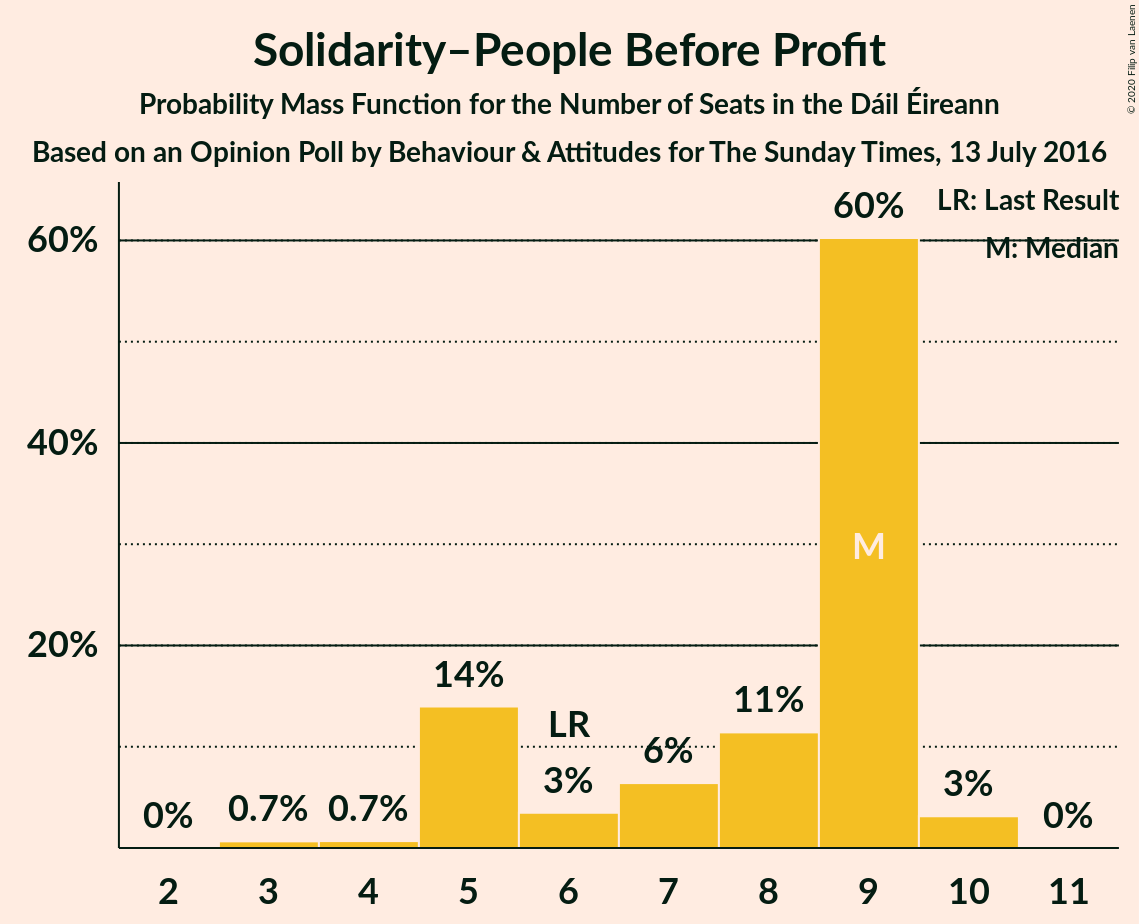 Solidarity–People Before Profit
Probability Mass Function for the Number of Seats in the Dáil Éireann
Based on an Opinion Poll by Behaviour & Attitudes for The Sunday Times, 13 July 2016
© 2020 Filip van Laenen
LR: Last Result
M: Median
60%
40%
20%
0%
0.7%
0.7%
14%
LR
3%
6%
11%
60%
M
3%
0%
2 3 4 5 6 7 8 9 10 11